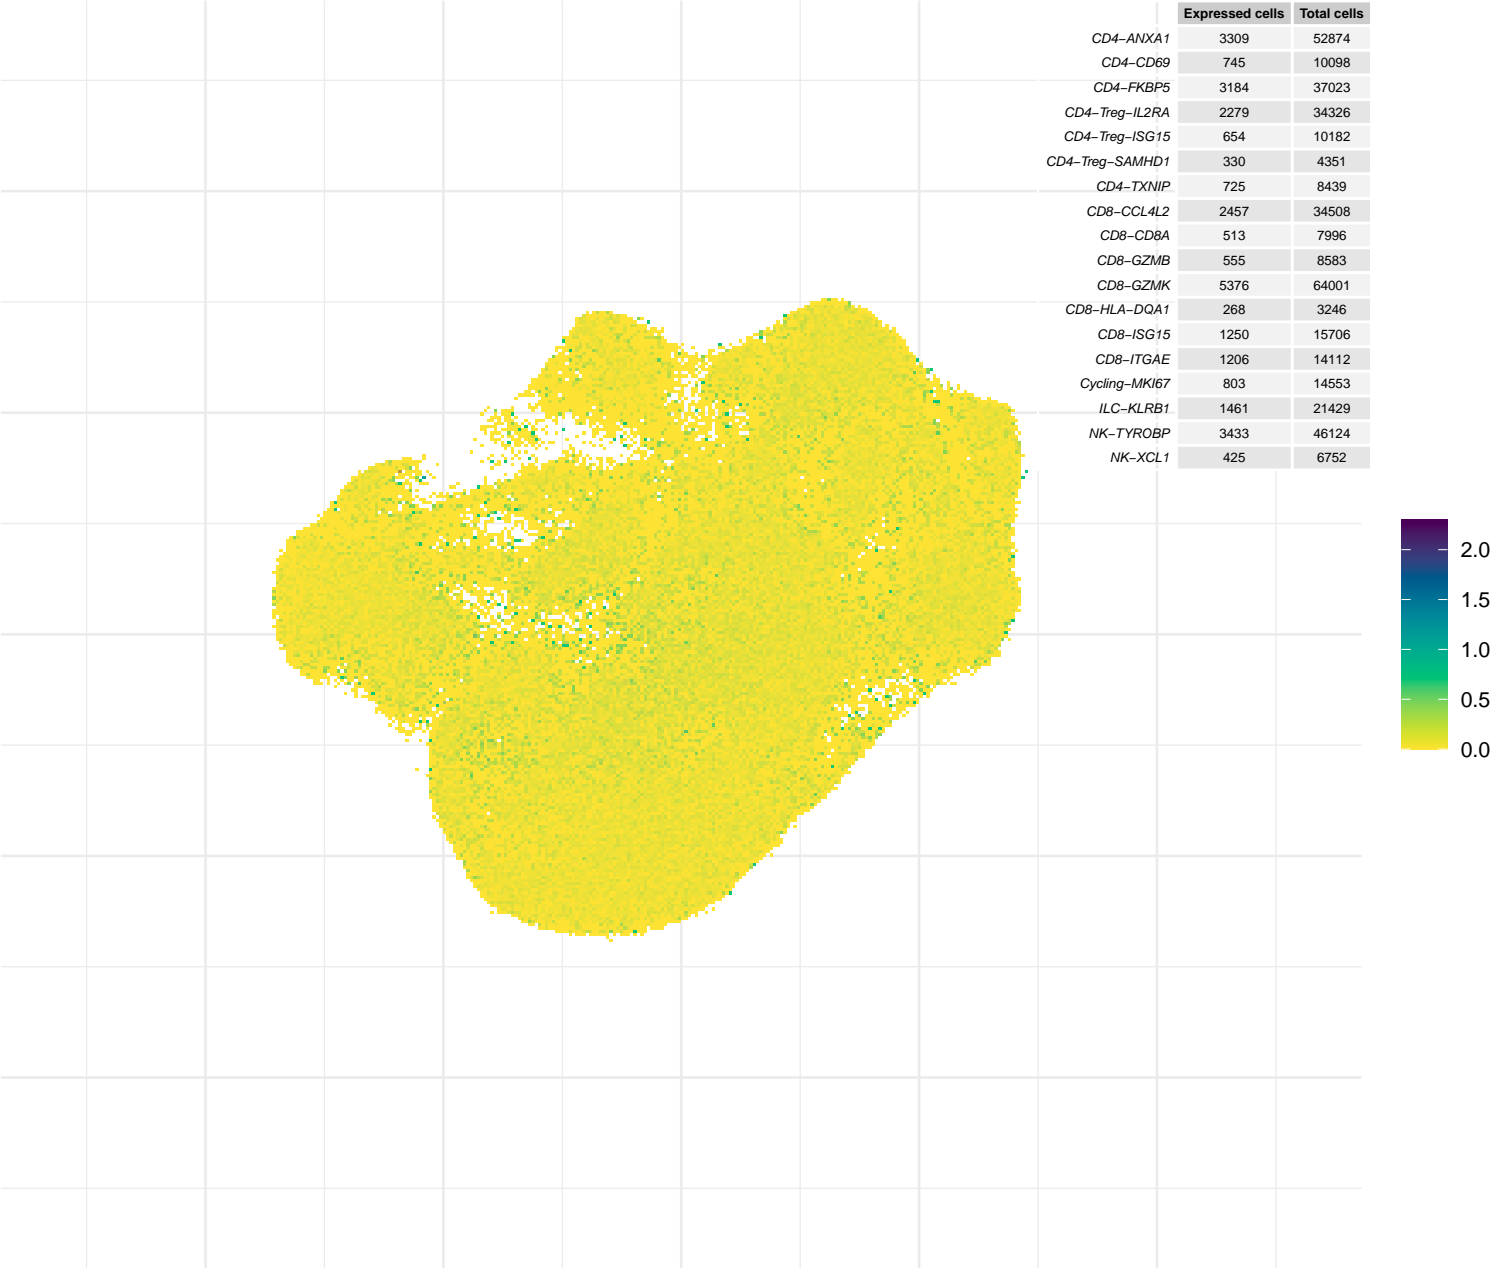 Expressed cells Total cells
CD4−ANXA1 3309 52874
CD4−CD69 745 10098
CD4−FKBP5 3184 37023
CD4−Treg−IL2RA 2279 34326
CD4−Treg−ISG15 654 10182
CD4−Treg−SAMHD1 330 4351
CD4−TXNIP 725 8439
CD8−CCL4L2 2457 34508
CD8−CD8A 513 7996
CD8−GZMB 555 8583
CD8−GZMK 5376 64001
CD8−HLA−DQA1 268 3246
CD8−ISG15 1250 15706
CD8−ITGAE 1206 14112
Cycling−MKI67 803 14553
ILC−KLRB1 1461 21429
NK−TYROBP 3433 46124
NK−XCL1 425 6752
2.0
1.5
1.0
0.5
0.0